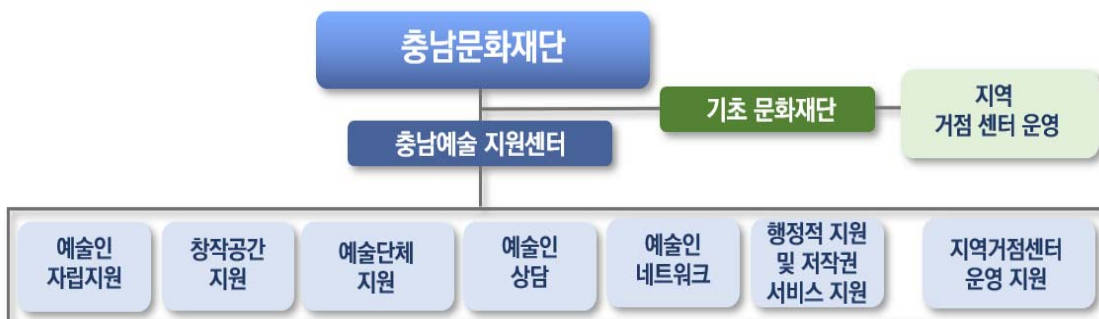 충남문화재단
기초 문화재단
지역
거점 센터 운영
충남예술 지원센터
예술인
자립지원
창작공간
지원
예술단체
지원
예술인
상담
예술인
네트워크
행정적 지원
및 저작권
서비스 지원
지역거점센터
운영 지원